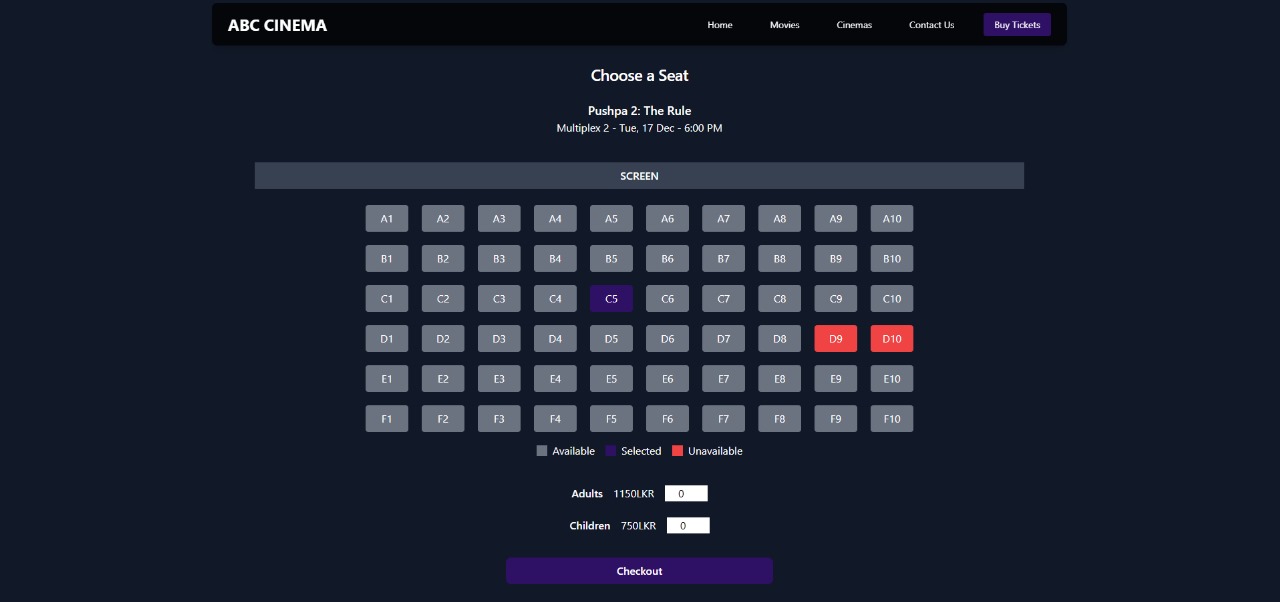 ABC CINEMA Home Movies Cinemas Contact Us Buy Tickets
Choose a Seat
Pushpa 2: The Rule
Multiplex 2 - Tue, 17 Dec - 6:00 PM
SCREEN
A1 A2 A3 A4 A5 A6 A7 A8 A9 A10
B1 B2 B3 B4 B5 B6 B7 B8 B9 B10
C1 C2 C3 C4 C5 C6 C7 C8 C9 C10
D1 D2 D3 D4 D5 D6 D7 D8 D9 D10
E1 E2 E3 E4 E5 E6 E7 E8 E9 E10
F1 F2 F3 F4 F5 F6 F7 F8 F9 F10
Available Selected Unavailable
Adults 1150LKR 0
Children 750LKR 0
Checkout